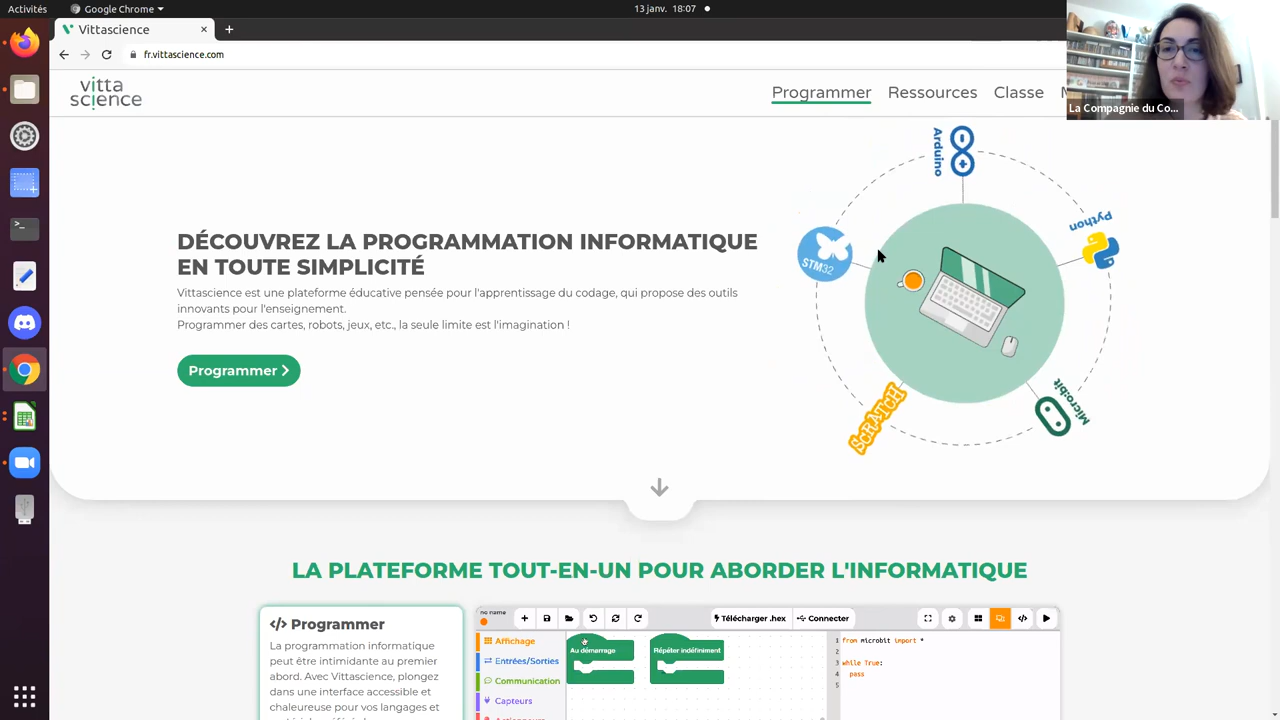 Activités
Google Chrome
13 janv. 18:07
Vittascience
fr.vittascience.com
vitta
science
Programmer
Ressources
Classe
La Compagnie du Co...
Arduino
Python
STM32
SCRATCH
Micro:bit
DÉCOUVREZ LA PROGRAMMATION INFORMATIQUE
EN TOUTE SIMPLICITÉ
Vittascience est une plateforme éducative pensée pour l'apprentissage du codage, qui propose des outils
innovants pour l'enseignement.
Programmer des cartes, robots, jeux, etc., la seule limite est l'imagination !
Programmer
LA PLATEFORME TOUT-EN-UN POUR ABORDER L'INFORMATIQUE
</> Programmer
La programmation informatique
peut être intimidante au premier
abord. Avec Vittascience, plongez
dans une interface accessible et
chaleureuse pour vos langages et
no name
Télécharger .hex
Connecter
Affichage
Entrées/Sorties
Communication
Capteurs
Au démarrage
Répéter indéfiniment
1 from microbit import *
2
3 while True:
4 pass
5